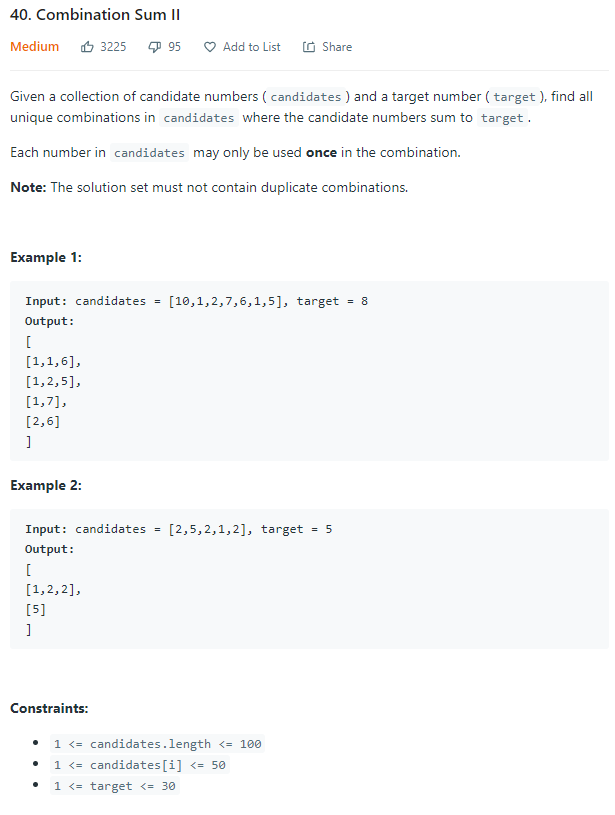 40. Combination Sum II
Medium 3225 95 Add to List Share
Given a collection of candidate numbers ( candidates ) and a target number ( target ), find all
unique combinations in candidates where the candidate numbers sum to target .
Each number in candidates may only be used once in the combination.
Note: The solution set must not contain duplicate combinations.
Example 1:
Input: candidates = [10,1,2,7,6,1,5], target = 8
Output:
[
[1,1,6],
[1,2,5],
[1,7],
[2,6]
]
Example 2:
Input: candidates = [2,5,2,1,2], target = 5
Output:
[
[1,2,2],
[5]
]
Constraints:
• 1 <= candidates.length <= 100
• 1 <= candidates[i] <= 50
• 1 <= target <= 30